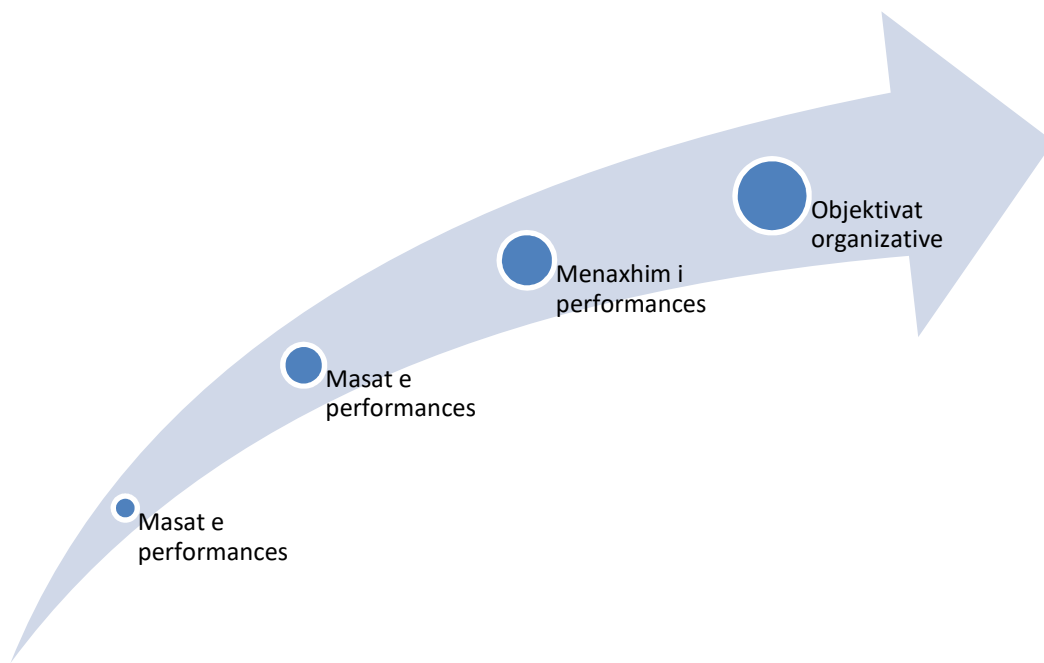 Objektivat
organizative
Menaxhim i
performances
Masat e
performances
Masat e
performances